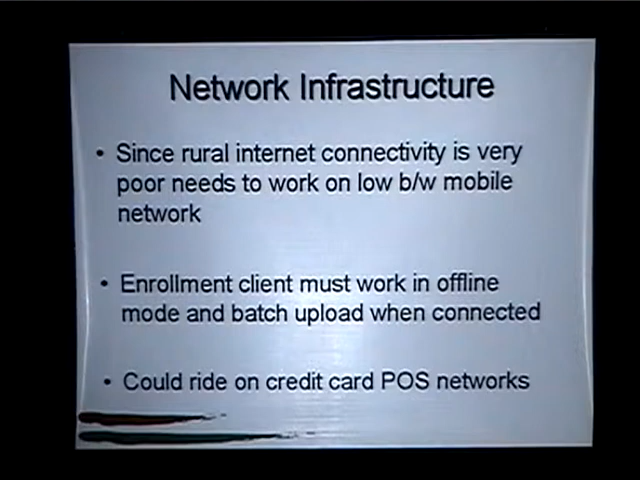 Network Infrastructure
• Since rural internet connectivity is very
poor needs to work on low b/w mobile
network
• Enrollment client must work in offline
mode and batch upload when connected
• Could ride on credit card POS networks